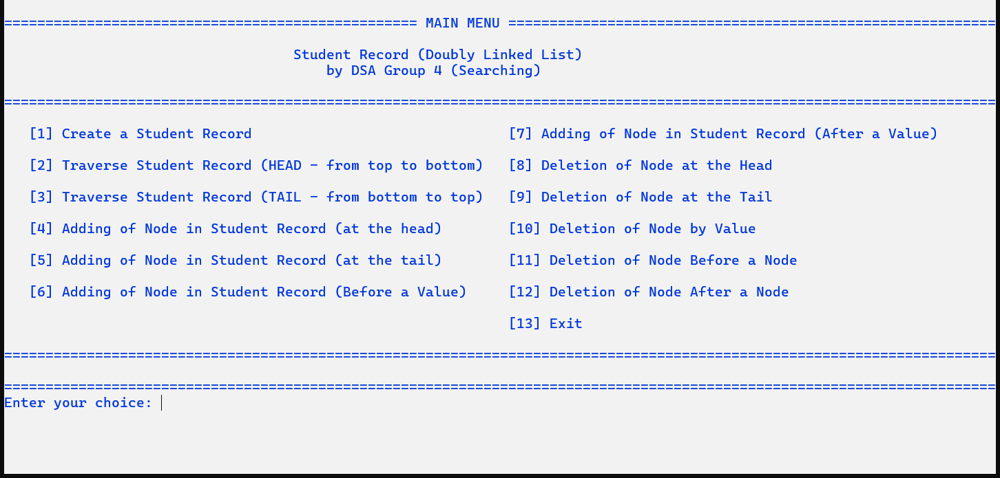 ================================================== MAIN MENU ===========================================================
Student Record (Doubly Linked List)
by DSA Group 4 (Searching)
========================================================================================================================
[1] Create a Student Record [7] Adding of Node in Student Record (After a Value)
[2] Traverse Student Record (HEAD - from top to bottom) [8] Deletion of Node at the Head
[3] Traverse Student Record (TAIL - from bottom to top) [9] Deletion of Node at the Tail
[4] Adding of Node in Student Record (at the head) [10] Deletion of Node by Value
[5] Adding of Node in Student Record (at the tail) [11] Deletion of Node Before a Node
[6] Adding of Node in Student Record (Before a Value) [12] Deletion of Node After a Node
[13] Exit
========================================================================================================================
========================================================================================================================
Enter your choice: